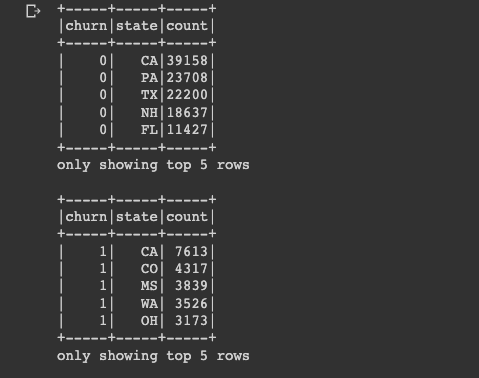 +-----+-----+-----+
|churn|state|count|
+-----+-----+-----+
|    0|   CA|39158|
|    0|   PA|23708|
|    0|   TX|22200|
|    0|   NH|18637|
|    0|   FL|11427|
+-----+-----+-----+
only showing top 5 rows

+-----+-----+-----+
|churn|state|count|
+-----+-----+-----+
|    1|   CA| 7613|
|    1|   CO| 4317|
|    1|   MS| 3839|
|    1|   WA| 3526|
|    1|   OH| 3173|
+-----+-----+-----+
only showing top 5 rows